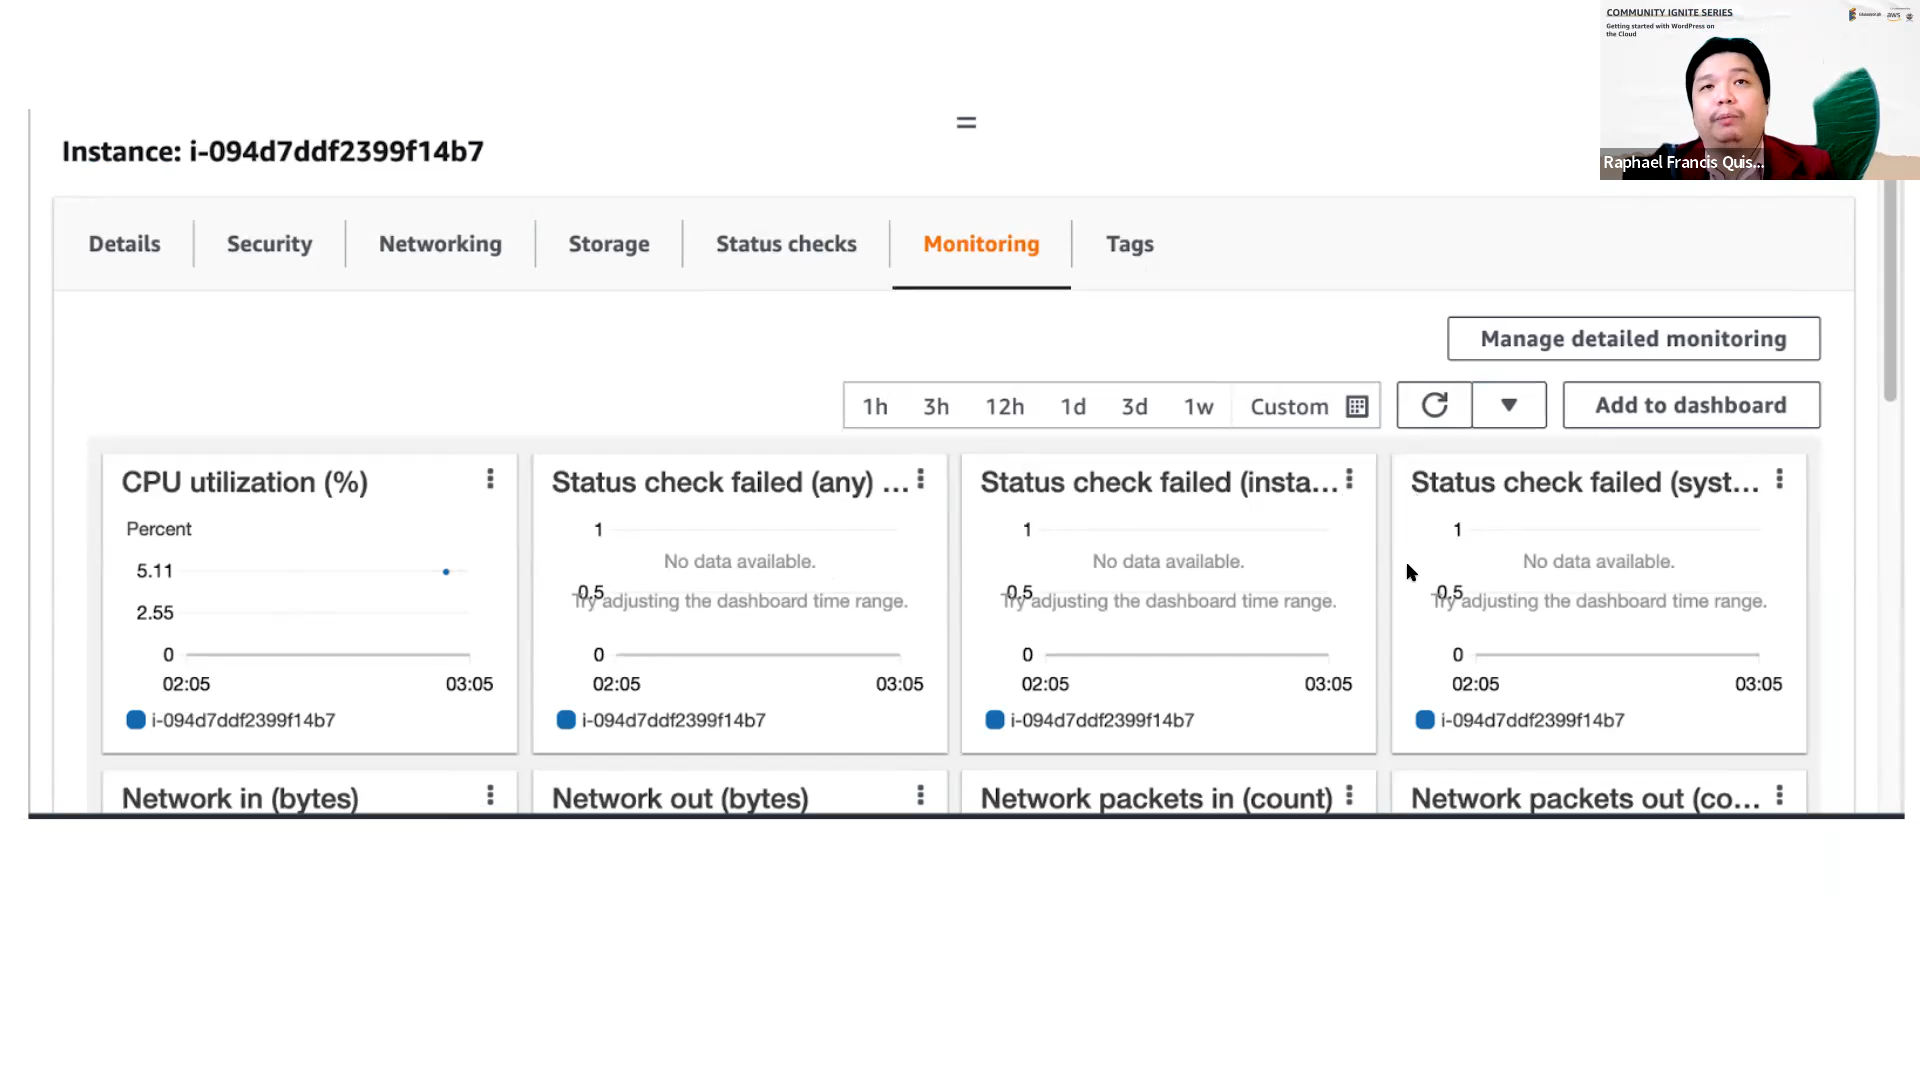 COMMUNITY IGNITE SERIES
Getting started with WordPress on
the Cloud
aws
Raphael Francis Quis...
Instance: i-094d7ddf2399f14b7
Details Security Networking Storage Status checks Monitoring Tags
Manage detailed monitoring
1h 3h 12h 1d 3d 1w Custom Add to dashboard
CPU utilization (%)
Percent
5.11
2.55
0
02:05 03:05
i-094d7ddf2399f14b7
Status check failed (any) ...
1
No data available.
0.5
Try adjusting the dashboard time range.
0
02:05 03:05
i-094d7ddf2399f14b7
Status check failed (insta...
1
No data available.
0.5
Try adjusting the dashboard time range.
0
02:05 03:05
i-094d7ddf2399f14b7
Status check failed (syst...
1
No data available.
0.5
Try adjusting the dashboard time range.
0
02:05 03:05
i-094d7ddf2399f14b7
Network in (bytes)
Network out (bytes)
Network packets in (count)
Network packets out (co...